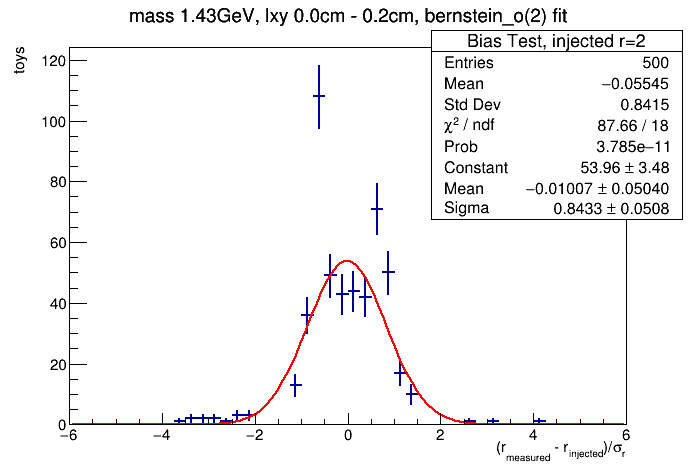 mass 1.43GeV, lxy 0.0cm - 0.2cm, bernstein_o(2) fit
toys
Bias Test, injected r=2
Entries 500
Mean −0.05545
Std Dev 0.8415
χ² / ndf 87.66 / 18
Prob 3.785e−11
Constant 53.96 ± 3.48
Mean −0.01007 ± 0.05040
Sigma 0.8433 ± 0.0508
120
100
80
60
40
20
0
−6 −4 −2 0 2 4 6
(r_measured - r_injected)/σ_r